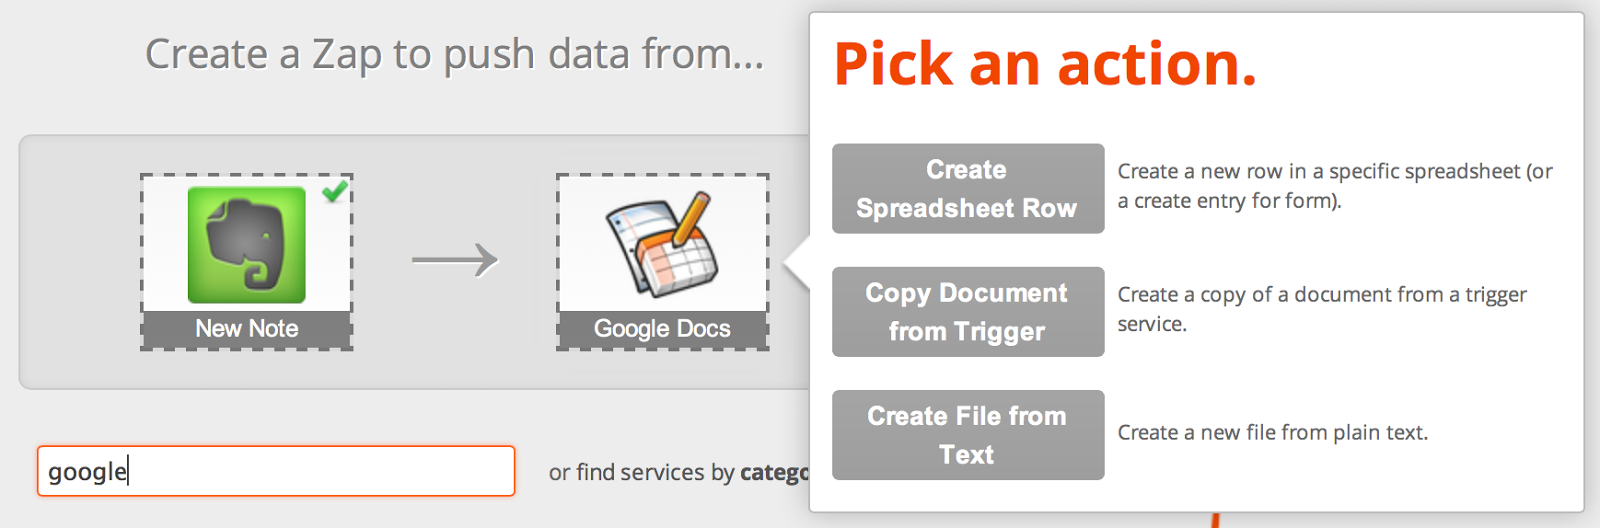 Create a Zap to push data from...
New Note
Google Docs
google
or find services by
Pick an action.
Create
Spreadsheet Row
Create a new row in a specific spreadsheet (or
a create entry for form).
Copy Document
from Trigger
Create a copy of a document from a trigger
service.
Create File from
Text
Create a new file from plain text.